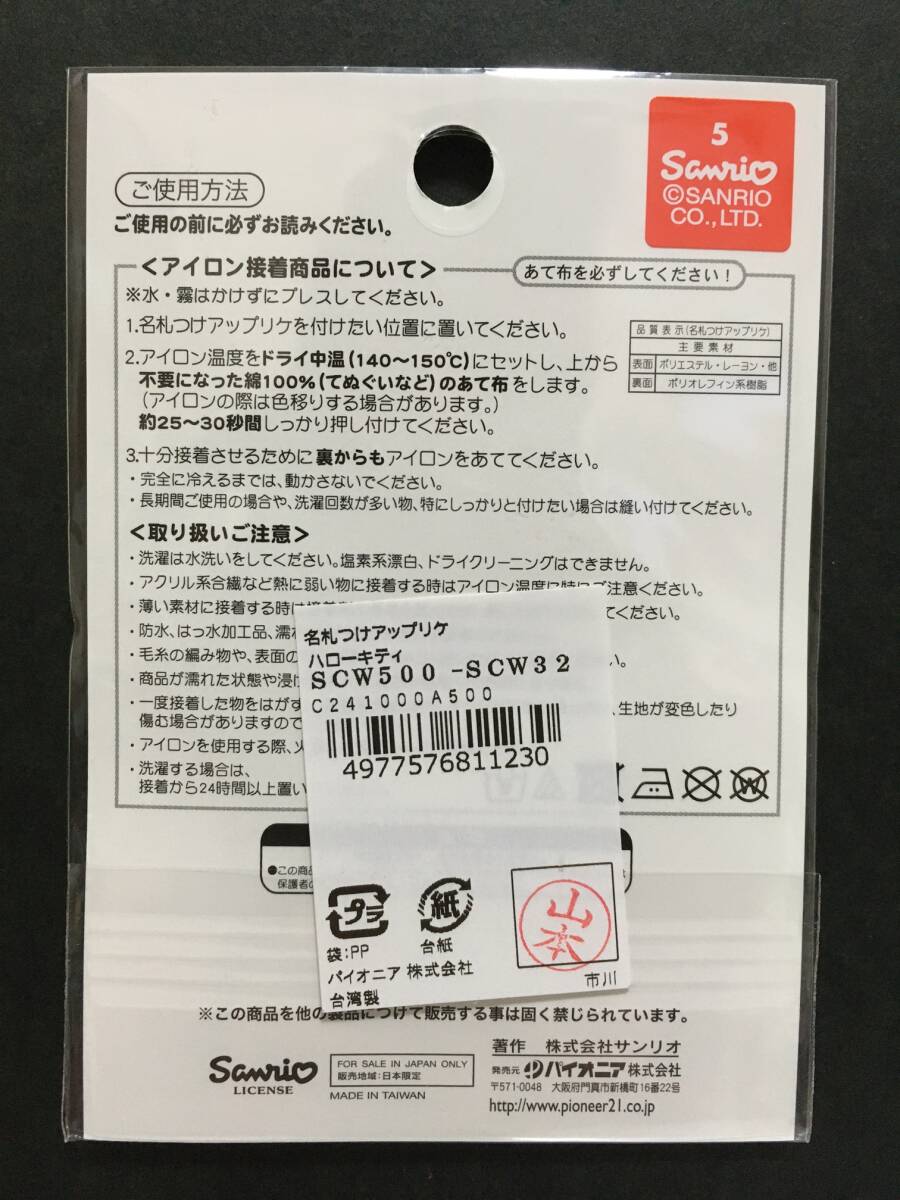 5
Sanrio
©SANRIO
CO., LTD.
ご使用方法
ご使用の前に必ずお読みください。
＜アイロン接着商品について＞
あて布を必ずしてください！
※水・霧はかけずにプレスしてください。
1.名札つけアップリケを付けたい位置に置いてください。
2.アイロン温度をドライ中温(140〜150℃)にセットし、上から
不要になった綿100%(てぬぐいなど)のあて布をします。
(アイロンの際は色移りする場合があります。)
約25〜30秒間しっかり押し付けてください。
品質表示(名札つけアップリケ)
主要素材
表面 ポリエステル・レーヨン・他
裏面 ポリオレフィン系樹脂
3.十分接着させるために裏からもアイロンをあててください。
・完全に冷えるまでは、動かさないでください。
・長期間ご使用の場合や、洗濯回数が多い物、特にしっかりと付けたい場合は縫い付けてください。
＜取り扱いご注意＞
・洗濯は水洗いをしてください。塩素系漂白、ドライクリーニングはできません。
・アクリル系合繊など熱に弱い物に接着する時はアイロン温度に特にご注意ください。
・薄い素材に接着する時は てください。
・防水、はっ水加工品、濡れ
・毛糸の編み物や、表面の い。
・商品が濡れた状態や浸け
・一度接着した物をはがす 、生地が変色したり
傷む場合がありますので
・アイロンを使用する際、火
・洗濯する場合は、
接着から24時間以上置い
●この商品
保護者の
名札つけアップリケ
ハローキティ
SCW500-SCW32
C241000A500
4977576811230
プラ
紙
袋:PP
台紙
パイオニア 株式会社
台湾製
山本
市川
※この商品を他の製品につけて販売する事は固く禁じられています。
Sanrio
LICENSE
FOR SALE IN JAPAN ONLY
販売地域:日本限定
MADE IN TAIWAN
著作 株式会社サンリオ
発売元 パイオニア株式会社
〒571-0048 大阪府門真市新橋町16番22号
http://www.pioneer21.co.jp